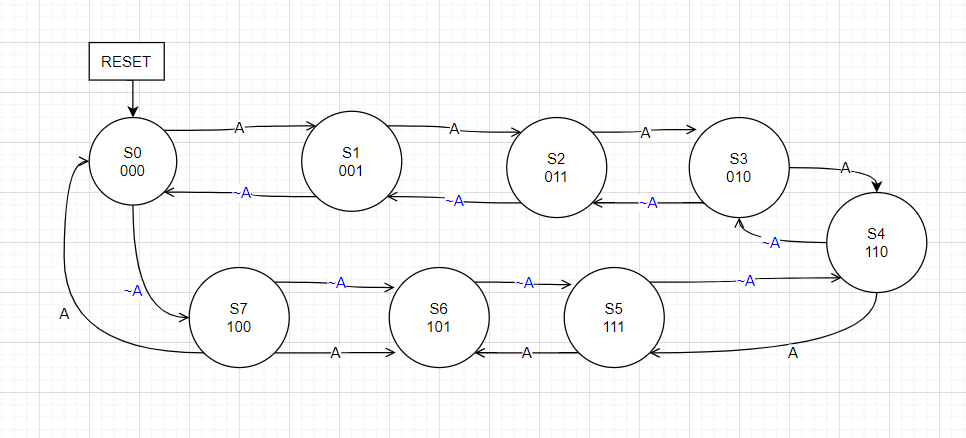 RESET
A
A
A
S0
000
S1
001
S2
011
S3
010
A
~A
~A
~A
S4
110
~A
~A
~A
~A
~A
A
S7
100
S6
101
S5
111
A
A
A